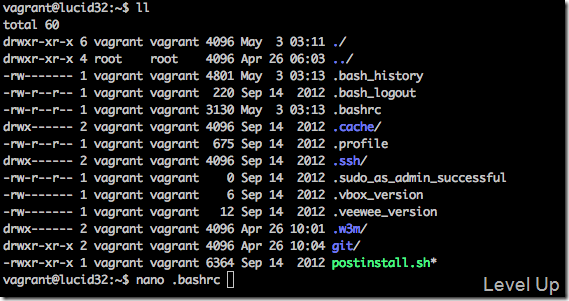 vagrant@lucid32:~$ ll
total 60
drwxr-xr-x 6 vagrant vagrant 4096 May  3 03:11 ./
drwxr-xr-x 4 root    root    4096 Apr 26 06:03 ../
-rw------- 1 vagrant vagrant 4801 May  3 03:13 .bash_history
-rw-r--r-- 1 vagrant vagrant  220 Sep 14  2012 .bash_logout
-rw-r--r-- 1 vagrant vagrant 3130 May  3 03:13 .bashrc
drwx------ 2 vagrant vagrant 4096 Sep 14  2012 .cache/
-rw-r--r-- 1 vagrant vagrant  675 Sep 14  2012 .profile
drwx------ 2 vagrant vagrant 4096 Sep 14  2012 .ssh/
-rw-r--r-- 1 vagrant vagrant    0 Sep 14  2012 .sudo_as_admin_successful
-rw-r--r-- 1 vagrant vagrant    6 Sep 14  2012 .vbox_version
-rw-r--r-- 1 vagrant vagrant   12 Sep 14  2012 .veewee_version
drwx------ 2 vagrant vagrant 4096 Apr 26 10:01 .w3m/
drwxr-xr-x 2 vagrant vagrant 4096 Apr 26 10:04 git/
-rwxr-xr-x 1 vagrant vagrant 6364 Sep 14  2012 postinstall.sh*
vagrant@lucid32:~$ nano .bashrc
Level Up